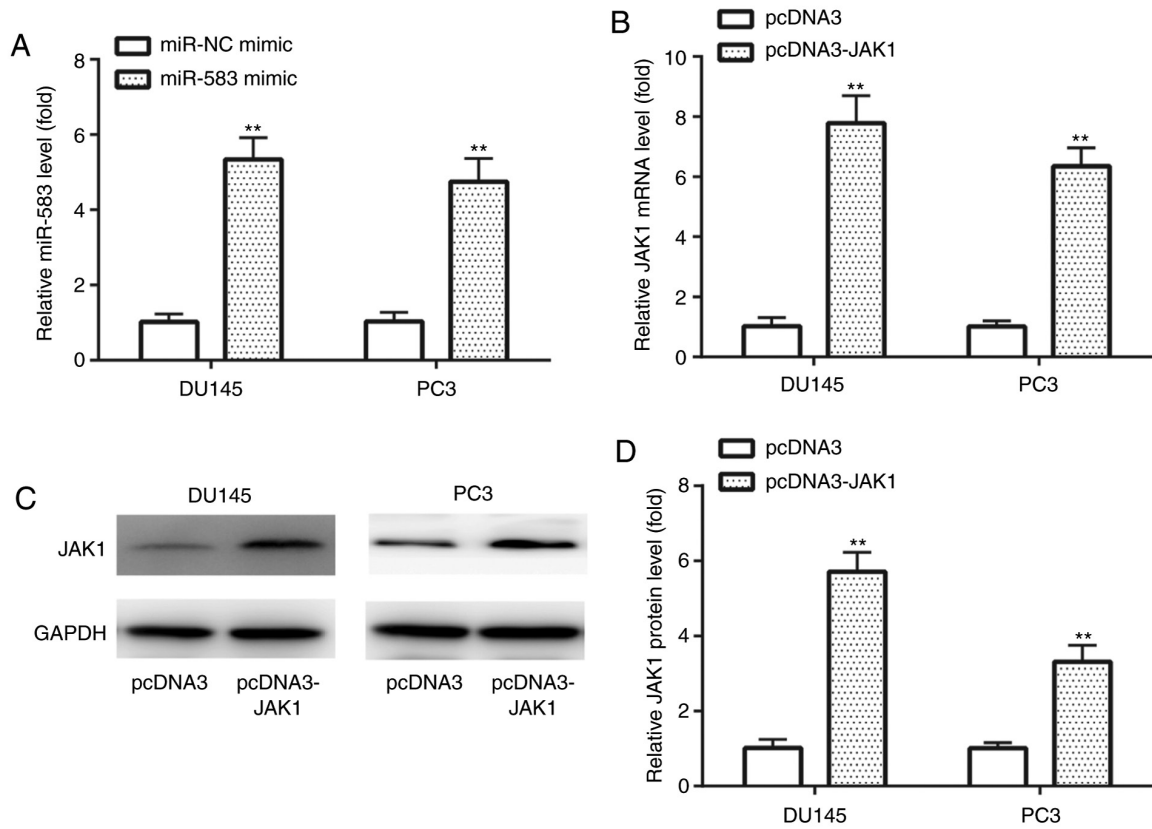 A
miR-NC mimic
miR-583 mimic
Relative miR-583 level (fold)
8
6
4
2
0
**
**
DU145
PC3
B
pcDNA3
pcDNA3-JAK1
Relative JAK1 mRNA level (fold)
10
8
6
4
2
0
**
**
DU145
PC3
C
DU145
PC3
JAK1
GAPDH
pcDNA3
pcDNA3-
JAK1
pcDNA3
pcDNA3-
JAK1
D
pcDNA3
pcDNA3-JAK1
Relative JAK1 protein level (fold)
8
6
4
2
0
**
**
DU145
PC3